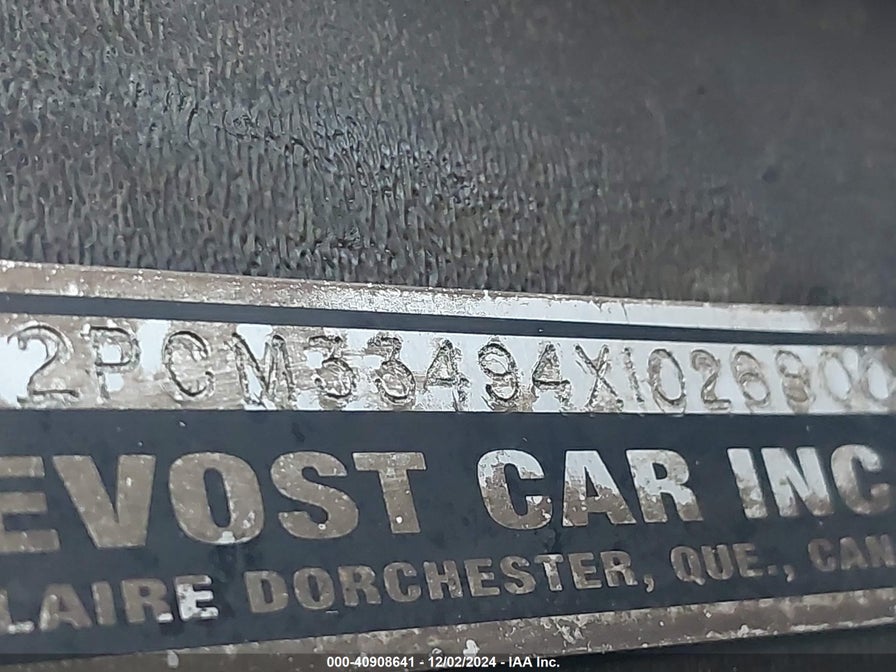 2PCM33494X1026800
EVOST CAR INC
LAIRE DORCHESTER, QUE., CAN
000-40908641 - 12/02/2024 - IAA Inc.